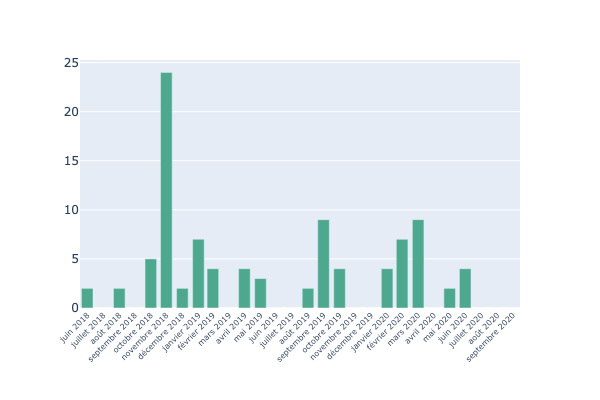 25
20
15
10
5
0
juin 2018
juillet 2018
août 2018
septembre 2018
octobre 2018
novembre 2018
décembre 2018
janvier 2019
février 2019
mars 2019
avril 2019
mai 2019
juin 2019
juillet 2019
août 2019
septembre 2019
octobre 2019
novembre 2019
décembre 2019
janvier 2020
février 2020
mars 2020
avril 2020
mai 2020
juin 2020
juillet 2020
août 2020
septembre 2020